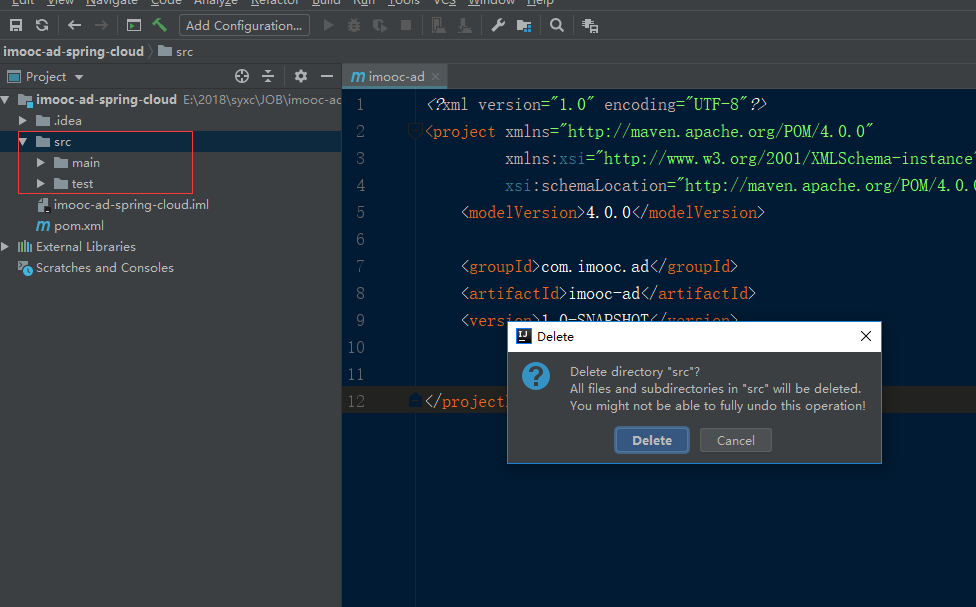 Edit View Navigate Code Analyze Refactor Build Run Tools VCS Window Help
Add Configuration...
imooc-ad-spring-cloud src
Project
imooc-ad
imooc-ad-spring-cloud E:\2018\syxc\JOB\imooc-ad
.idea
src
main
test
imooc-ad-spring-cloud.iml
m pom.xml
External Libraries
Scratches and Consoles
1 <?xml version="1.0" encoding="UTF-8"?>
2 <project xmlns="http://maven.apache.org/POM/4.0.0"
3 xmlns:xsi="http://www.w3.org/2001/XMLSchema-instance"
4 xsi:schemaLocation="http://maven.apache.org/POM/4.0.0
5 <modelVersion>4.0.0</modelVersion>
6
7 <groupId>com.imooc.ad</groupId>
8 <artifactId>imooc-ad</artifactId>
9 <version>1.0-SNAPSHOT</version>
10
11
12 </project
Delete
Delete directory "src"?
All files and subdirectories in "src" will be deleted.
You might not be able to fully undo this operation!
Delete Cancel